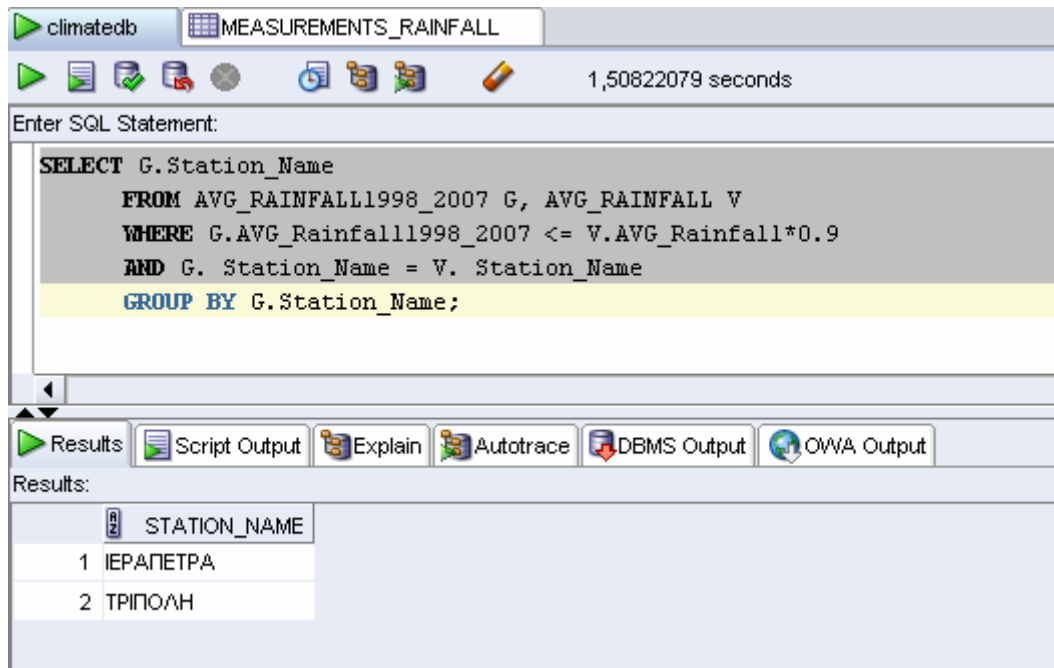 climatedb MEASUREMENTS_RAINFALL
1,50822079 seconds
Enter SQL Statement:
SELECT G.Station_Name
FROM AVG_RAINFALL1998_2007 G, AVG_RAINFALL V
WHERE G.AVG_Rainfall1998_2007 <= V.AVG_Rainfall*0.9
AND G. Station_Name = V. Station_Name
GROUP BY G.Station_Name;
Results Script Output Explain Autotrace DBMS Output OWA Output
Results:
STATION_NAME
1 ΙΕΡΑΠΕΤΡΑ
2 ΤΡΙΠΟΛΗ